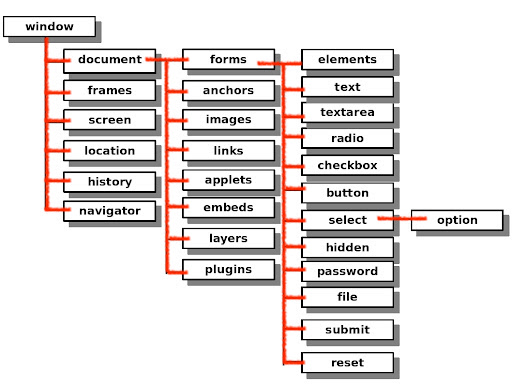 window
document
forms
elements
frames
anchors
text
screen
images
textarea
location
links
radio
history
applets
checkbox
navigator
embeds
button
layers
select
option
plugins
hidden
password
file
submit
reset